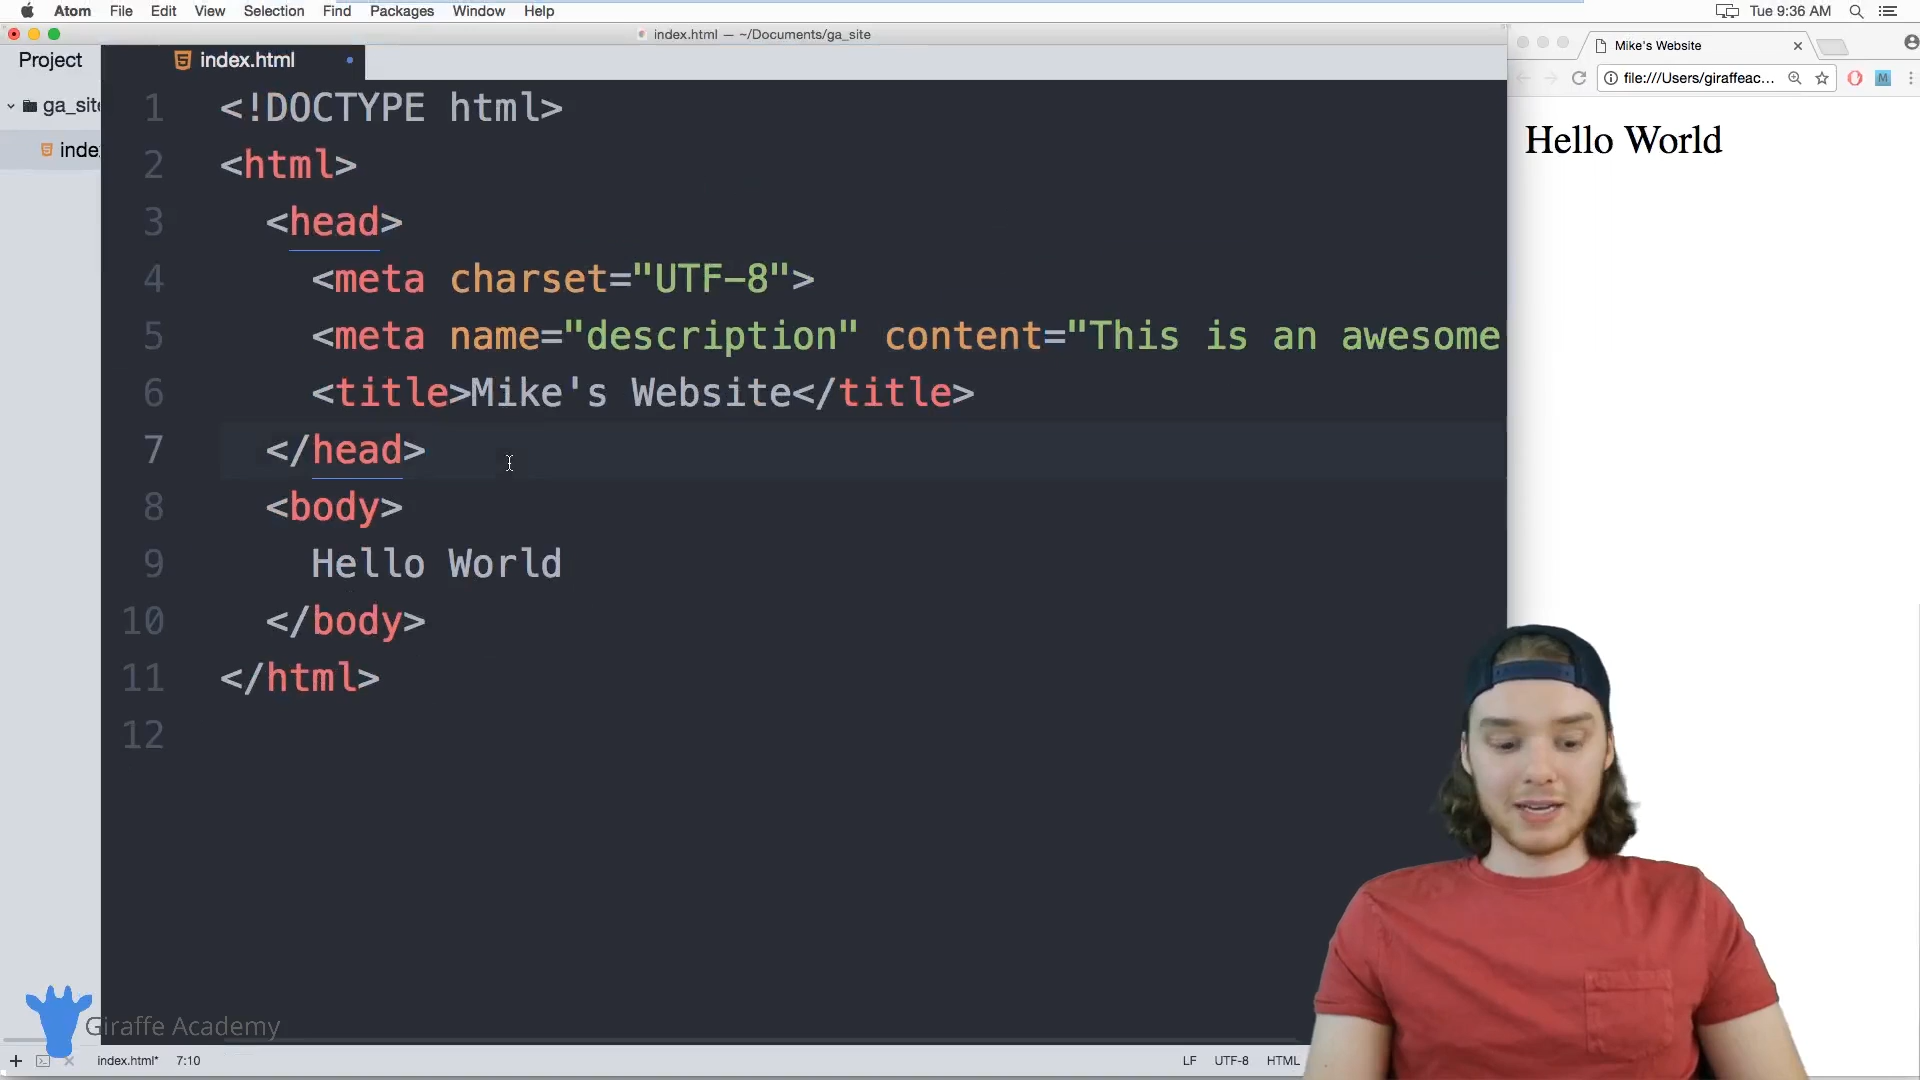 Atom File Edit View Selection Find Packages Window Help Tue 9:36 AM
index.html — ~/Documents/ga_site
Project
index.html
Mike's Website
file:///Users/giraffeac...
M
ga_site
inde
1 <!DOCTYPE html>
2 <html>
3 <head>
4 <meta charset="UTF-8">
5 <meta name="description" content="This is an awesome
6 <title>Mike's Website</title>
7 </head>
8 <body>
9 Hello World
10 </body>
11 </html>
12
Hello World
Giraffe Academy
index.html* 7:10 LF UTF-8 HTML